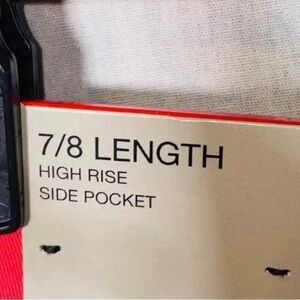 7/8 LENGTH
HIGH RISE
SIDE POCKET